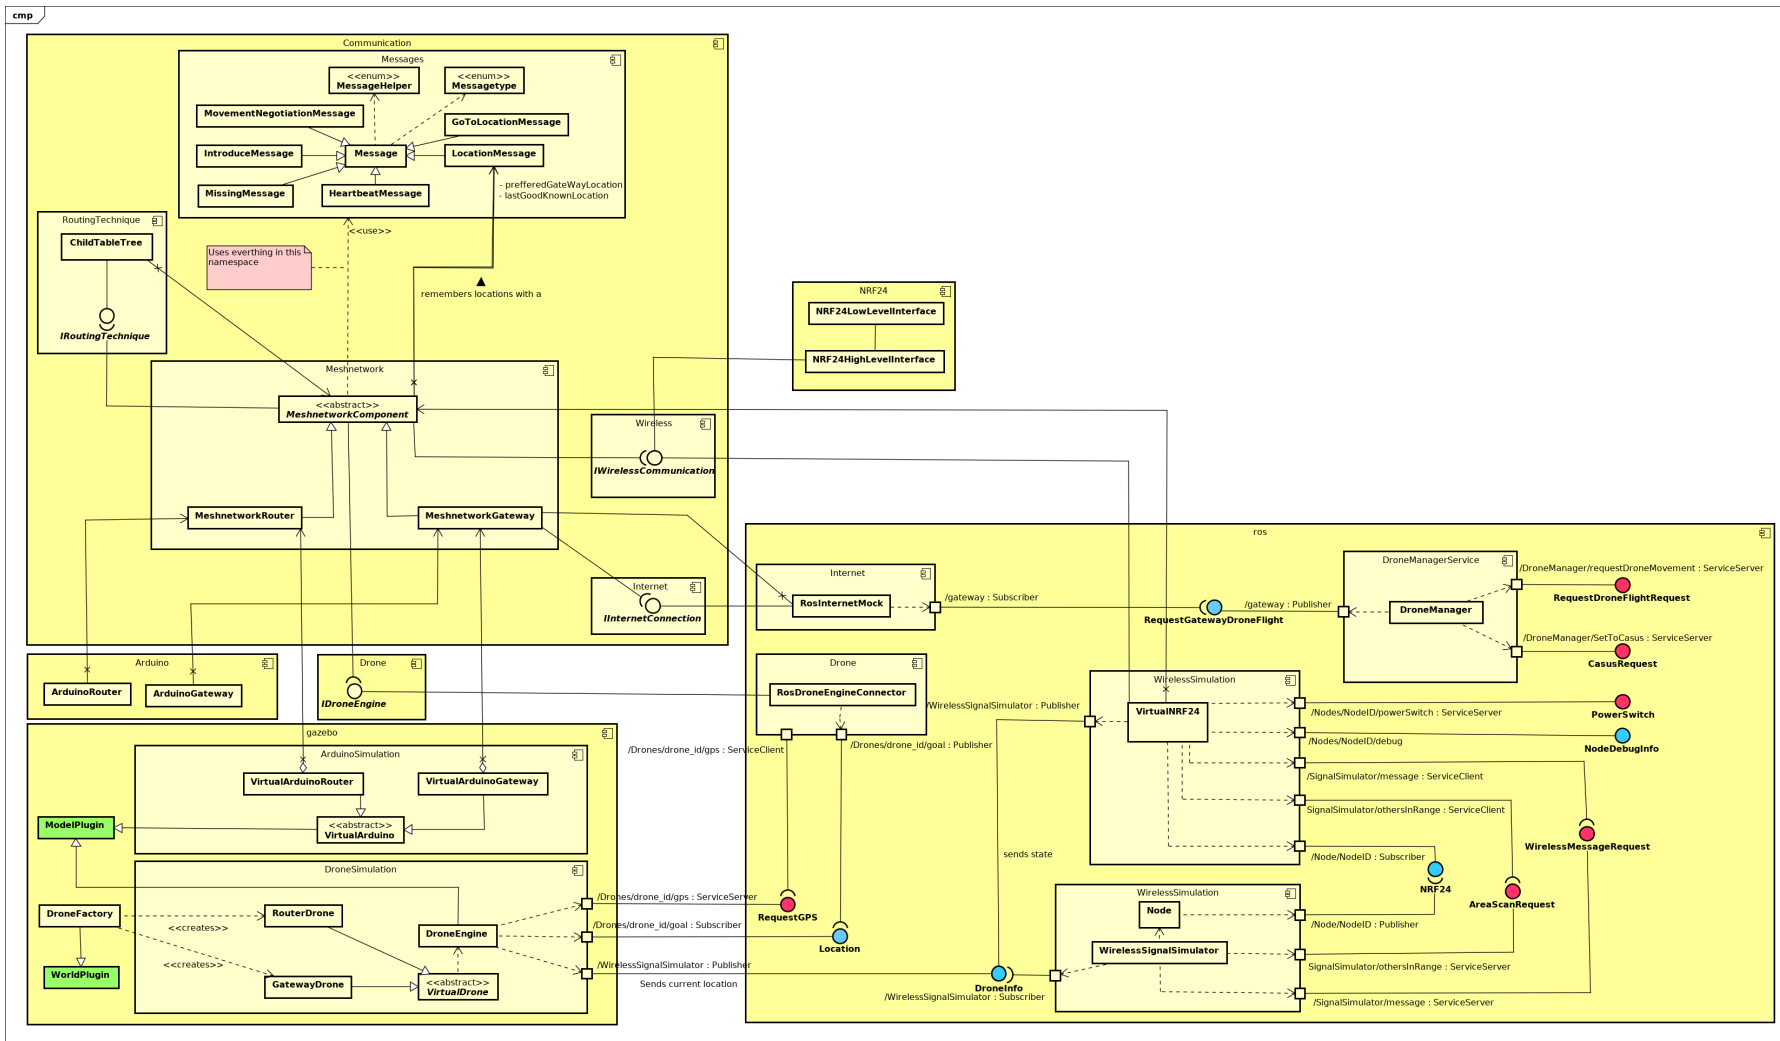 cmp
Communication
Messages
<<enum>>
MessageHelper
<<enum>>
Messagetype
MovementNegotiationMessage
GoToLocationMessage
IntroduceMessage
Message
LocationMessage
MissingMessage
HeartbeatMessage
- prefferedGateWayLocation
- lastGoodKnownLocation
RoutingTechnique
ChildTableTree
IRoutingTechnique
<<use>>
Uses everthing in this
namespace
remembers locations with a
NRF24
NRF24LowLevelInterface
NRF24HighLevelInterface
Meshnetwork
<<abstract>>
MeshnetworkComponent
Wireless
IWirelessCommunication
MeshnetworkRouter
MeshnetworkGateway
Internet
IInternetConnection
Arduino
ArduinoRouter
ArduinoGateway
Drone
IDroneEngine
ros
Internet
RosInternetMock
/gateway : Subscriber
RequestGatewayDroneFlight
/gateway : Publisher
DroneManagerService
DroneManager
/DroneManager/requestDroneMovement : ServiceServer
RequestDroneFlightRequest
/DroneManager/SetToCasus : ServiceServer
CasusRequest
Drone
RosDroneEngineConnector
/Drones/drone_id/gps : ServiceClient
/Drones/drone_id/goal : Publisher
/WirelessSignalSimulator : Publisher
WirelessSimulation
VirtualNRF24
/Nodes/NodeID/powerSwitch : ServiceServer
PowerSwitch
/Nodes/NodeID/debug
NodeDebugInfo
/SignalSimulator/message : ServiceClient
SignalSimulator/othersInRange : ServiceClient
WirelessMessageRequest
/Node/NodeID : Subscriber
NRF24
AreaScanRequest
sends state
WirelessSimulation
Node
/Node/NodeID : Publisher
WirelessSignalSimulator
SignalSimulator/othersInRange : ServiceServer
/SignalSimulator/message : ServiceServer
DroneInfo
/WirelessSignalSimulator : Subscriber
RequestGPS
Location
gazebo
ArduinoSimulation
VirtualArduinoRouter
VirtualArduinoGateway
<<abstract>>
VirtualArduino
ModelPlugin
DroneSimulation
DroneFactory
RouterDrone
<<creates>>
DroneEngine
<<creates>>
WorldPlugin
GatewayDrone
<<abstract>>
VirtualDrone
/Drones/drone_id/gps : ServiceServer
/Drones/drone_id/goal : Subscriber
/WirelessSignalSimulator : Publisher
Sends current location